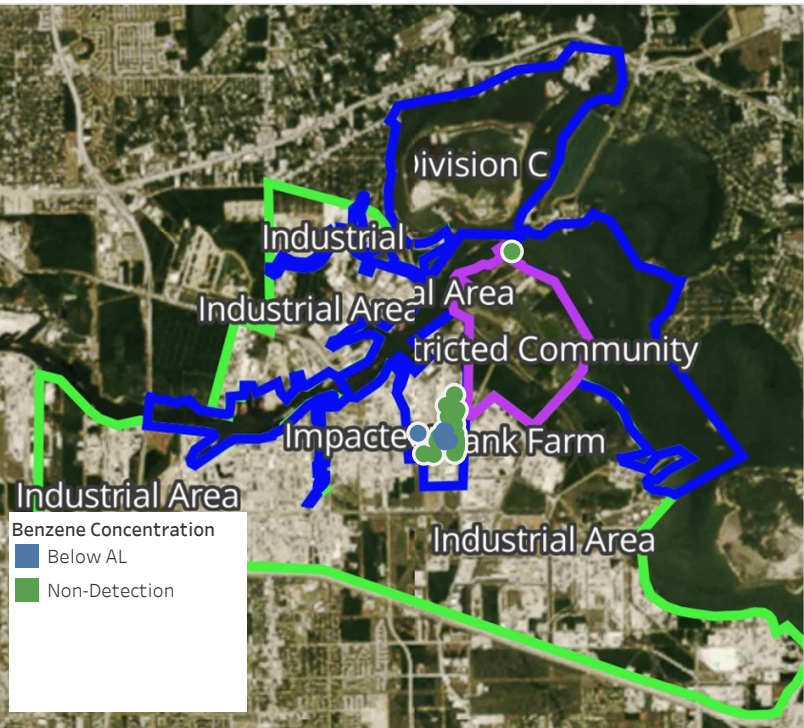 Division C
Industrial
Industrial Area
al Area
tricted Community
Impacte
ank Farm
Industrial Area
Industrial Area
Benzene Concentration
Below AL
Non-Detection